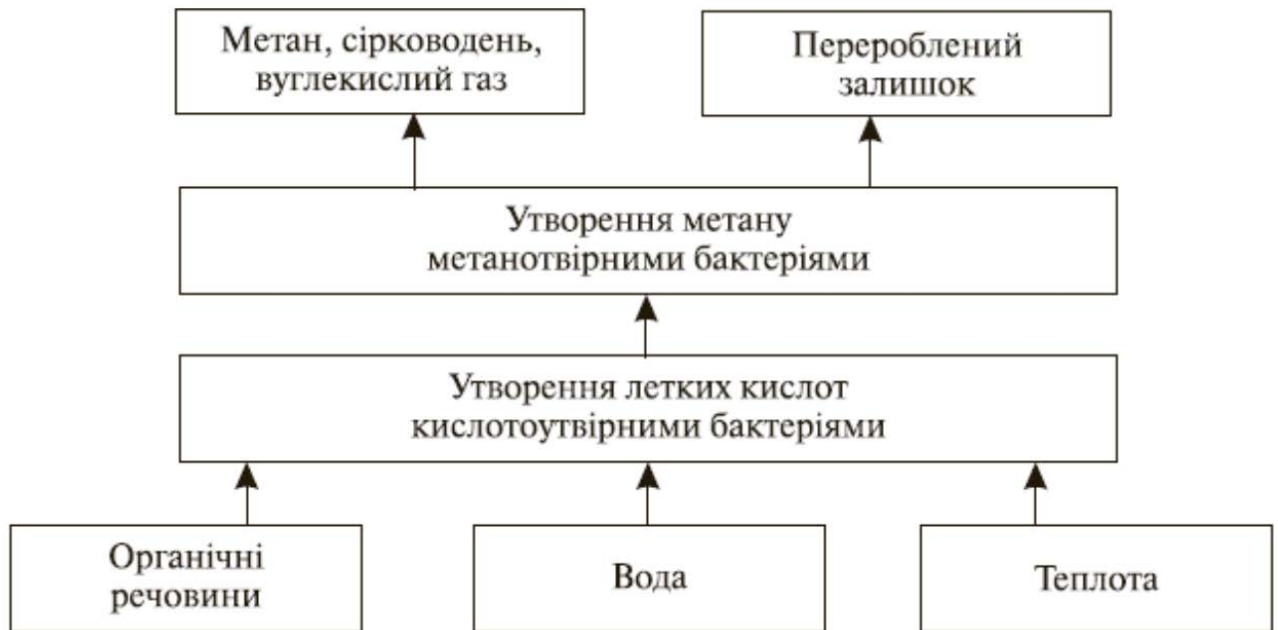 Метан, сірководень,
вуглекислий газ
Перероблений
залишок
Утворення метану
метанотвірними бактеріями
Утворення летких кислот
кислотоутвірними бактеріями
Органічні
речовини
Вода
Теплота